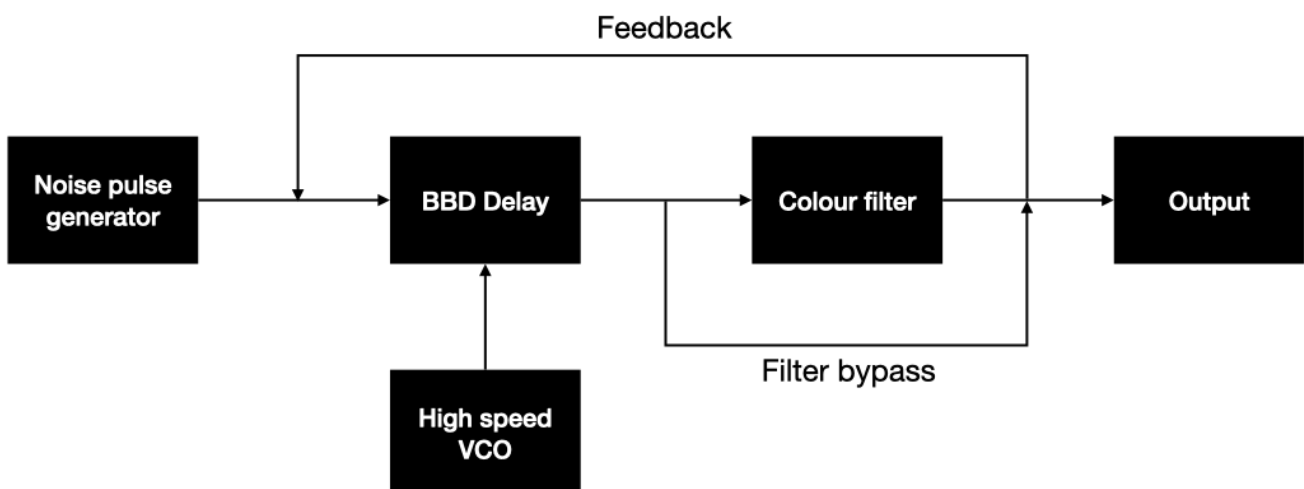 Feedback
Noise pulse
generator
BBD Delay
Colour filter
Output
Filter bypass
High speed
VCO